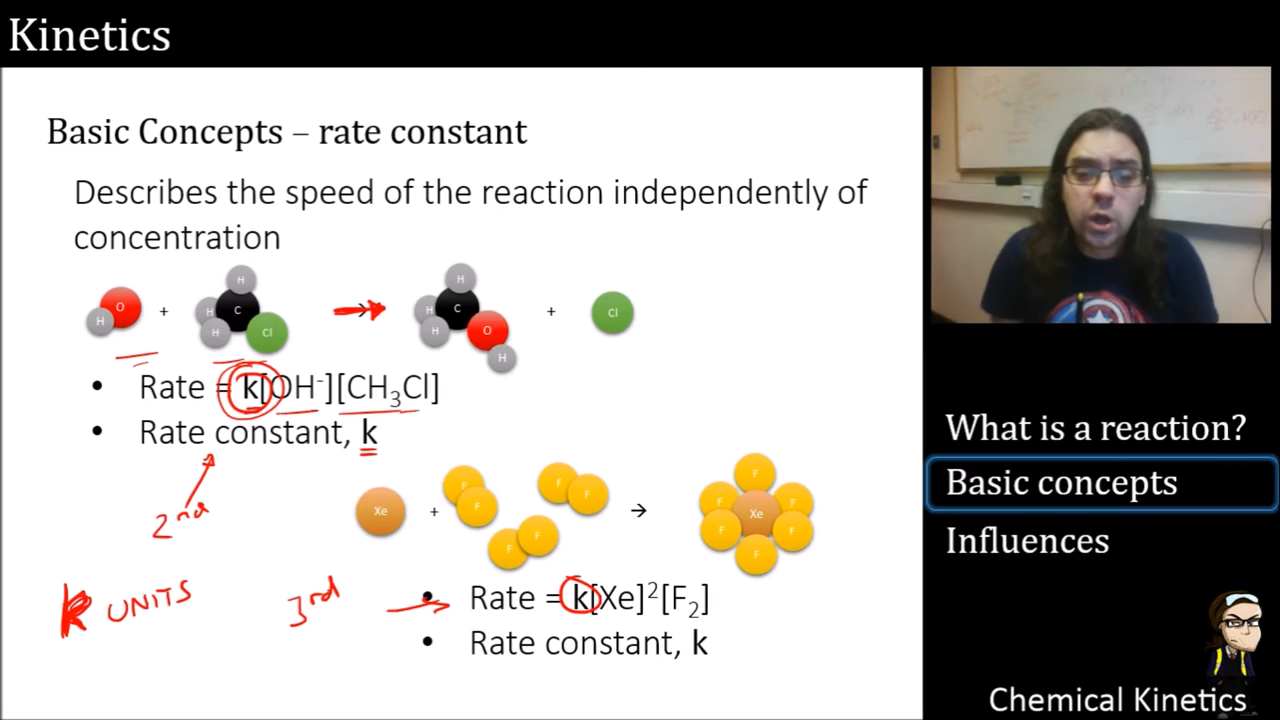 Kinetics
Basic Concepts – rate constant
Describes the speed of the reaction independently of
concentration
H O + H H H C Cl → H H H C O H + Cl
• Rate = k[OH⁻][CH₃Cl]
• Rate constant, k
2nd
Xe + F F F F F F → F F F Xe F F F
k UNITS
3rd
• Rate = k[Xe]²[F₂]
• Rate constant, k
What is a reaction?
Basic concepts
Influences
Chemical Kinetics